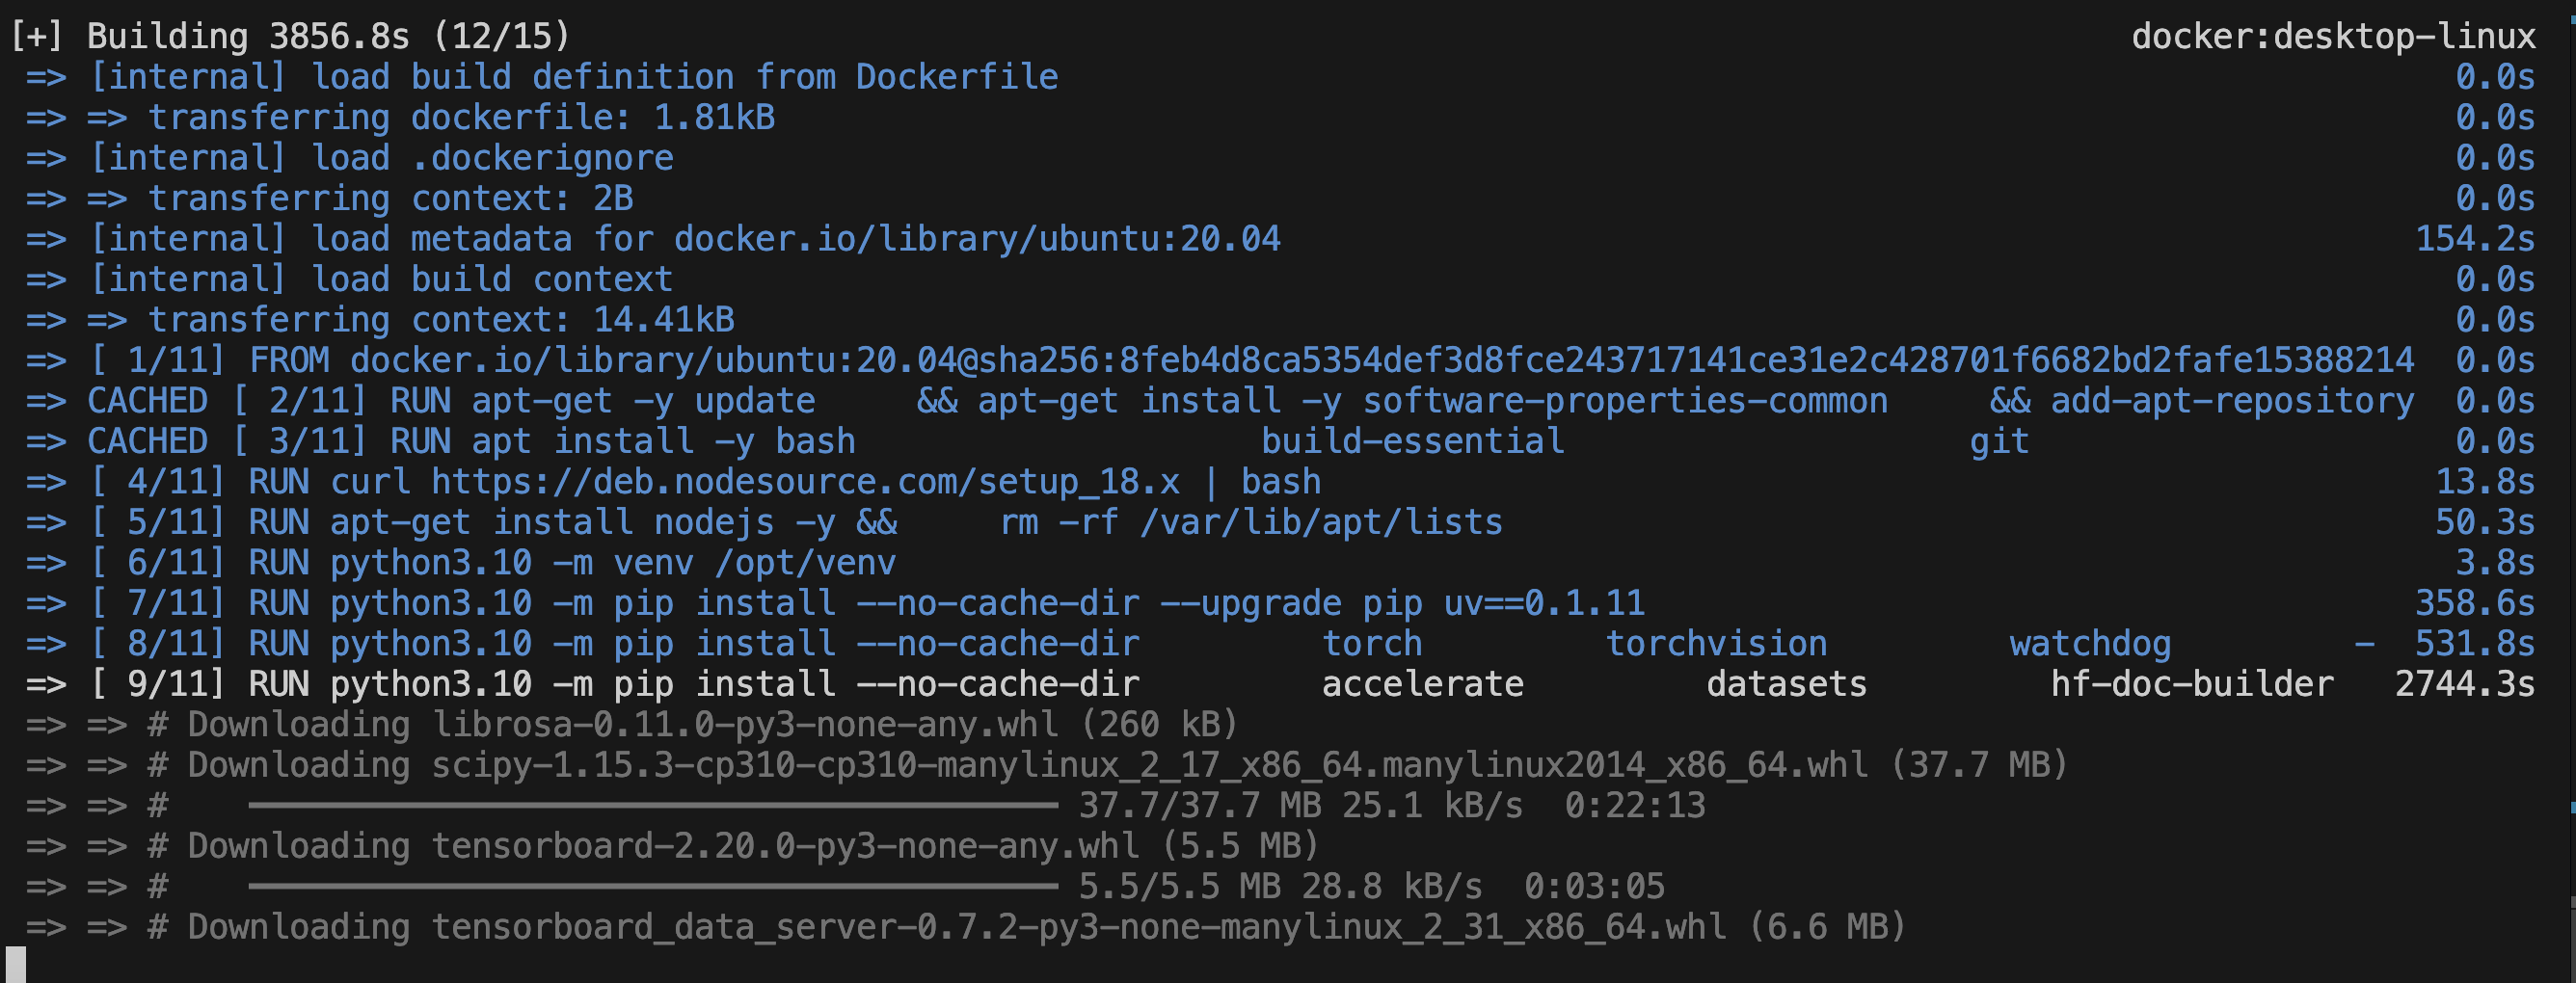 [+] Building 3856.8s (12/15) docker:desktop-linux
=> [internal] load build definition from Dockerfile 0.0s
=> => transferring dockerfile: 1.81kB 0.0s
=> [internal] load .dockerignore 0.0s
=> => transferring context: 2B 0.0s
=> [internal] load metadata for docker.io/library/ubuntu:20.04 154.2s
=> [internal] load build context 0.0s
=> => transferring context: 14.41kB 0.0s
=> [ 1/11] FROM docker.io/library/ubuntu:20.04@sha256:8feb4d8ca5354def3d8fce243717141ce31e2c428701f6682bd2fafe15388214 0.0s
=> CACHED [ 2/11] RUN apt-get -y update && apt-get install -y software-properties-common && add-apt-repository 0.0s
=> CACHED [ 3/11] RUN apt install -y bash build-essential git 0.0s
=> [ 4/11] RUN curl https://deb.nodesource.com/setup_18.x | bash 13.8s
=> [ 5/11] RUN apt-get install nodejs -y && rm -rf /var/lib/apt/lists 50.3s
=> [ 6/11] RUN python3.10 -m venv /opt/venv 3.8s
=> [ 7/11] RUN python3.10 -m pip install --no-cache-dir --upgrade pip uv==0.1.11 358.6s
=> [ 8/11] RUN python3.10 -m pip install --no-cache-dir torch torchvision watchdog - 531.8s
=> [ 9/11] RUN python3.10 -m pip install --no-cache-dir accelerate datasets hf-doc-builder 2744.3s
=> => # Downloading librosa-0.11.0-py3-none-any.whl (260 kB)
=> => # Downloading scipy-1.15.3-cp310-cp310-manylinux_2_17_x86_64.manylinux2014_x86_64.whl (37.7 MB)
=> => # ━━━━━━━━━━━━━━━━━━━━━━━━━━━━━━━━━━━━━━━━ 37.7/37.7 MB 25.1 kB/s 0:22:13
=> => # Downloading tensorboard-2.20.0-py3-none-any.whl (5.5 MB)
=> => # ━━━━━━━━━━━━━━━━━━━━━━━━━━━━━━━━━━━━━━━━ 5.5/5.5 MB 28.8 kB/s 0:03:05
=> => # Downloading tensorboard_data_server-0.7.2-py3-none-manylinux_2_31_x86_64.whl (6.6 MB)